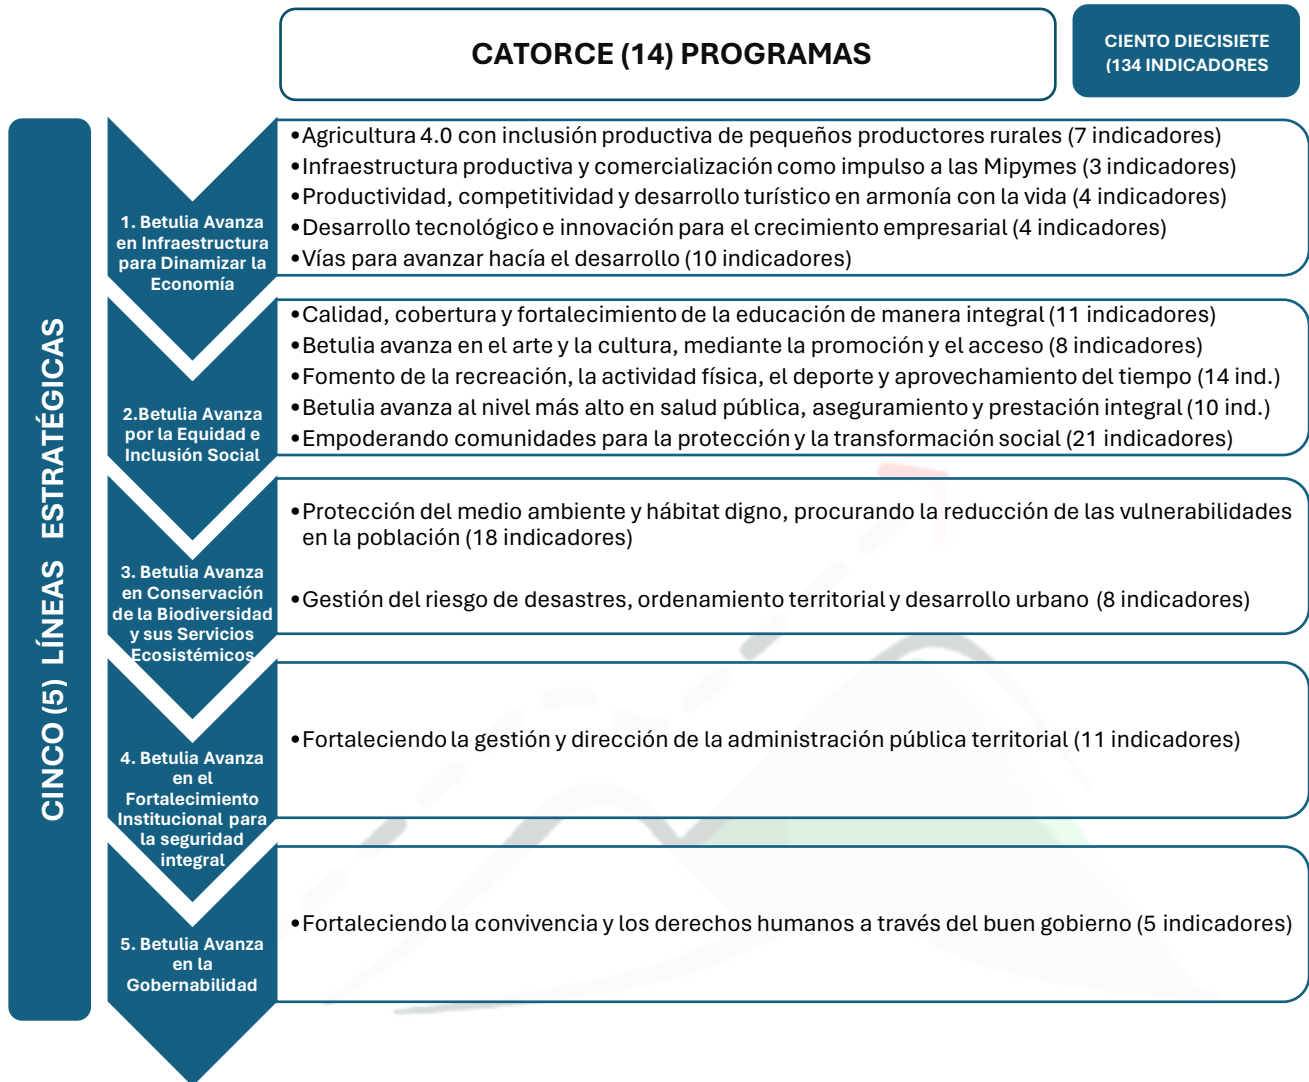 CATORCE (14) PROGRAMAS
CIENTO DIECISIETE
(134 INDICADORES
CINCO (5) LÍNEAS ESTRATÉGICAS
1. Betulia Avanza
en Infraestructura
para Dinamizar la
Economía
•Agricultura 4.0 con inclusión productiva de pequeños productores rurales (7 indicadores)
•Infraestructura productiva y comercialización como impulso a las Mipymes (3 indicadores)
•Productividad, competitividad y desarrollo turístico en armonía con la vida (4 indicadores)
•Desarrollo tecnológico e innovación para el crecimiento empresarial (4 indicadores)
•Vías para avanzar hacía el desarrollo (10 indicadores)
2.Betulia Avanza
por la Equidad e
Inclusión Social
•Calidad, cobertura y fortalecimiento de la educación de manera integral (11 indicadores)
•Betulia avanza en el arte y la cultura, mediante la promoción y el acceso (8 indicadores)
•Fomento de la recreación, la actividad física, el deporte y aprovechamiento del tiempo (14 ind.)
•Betulia avanza al nivel más alto en salud pública, aseguramiento y prestación integral (10 ind.)
•Empoderando comunidades para la protección y la transformación social (21 indicadores)
3. Betulia Avanza
en Conservación
de la Biodiversidad
y sus Servicios
Ecosistémicos
•Protección del medio ambiente y hábitat digno, procurando la reducción de las vulnerabilidades
en la población (18 indicadores)
•Gestión del riesgo de desastres, ordenamiento territorial y desarrollo urbano (8 indicadores)
4. Betulia Avanza
en el
Fortalecimiento
Institucional para
la seguridad
integral
•Fortaleciendo la gestión y dirección de la administración pública territorial (11 indicadores)
5. Betulia Avanza
en la
Gobernabilidad
•Fortaleciendo la convivencia y los derechos humanos a través del buen gobierno (5 indicadores)